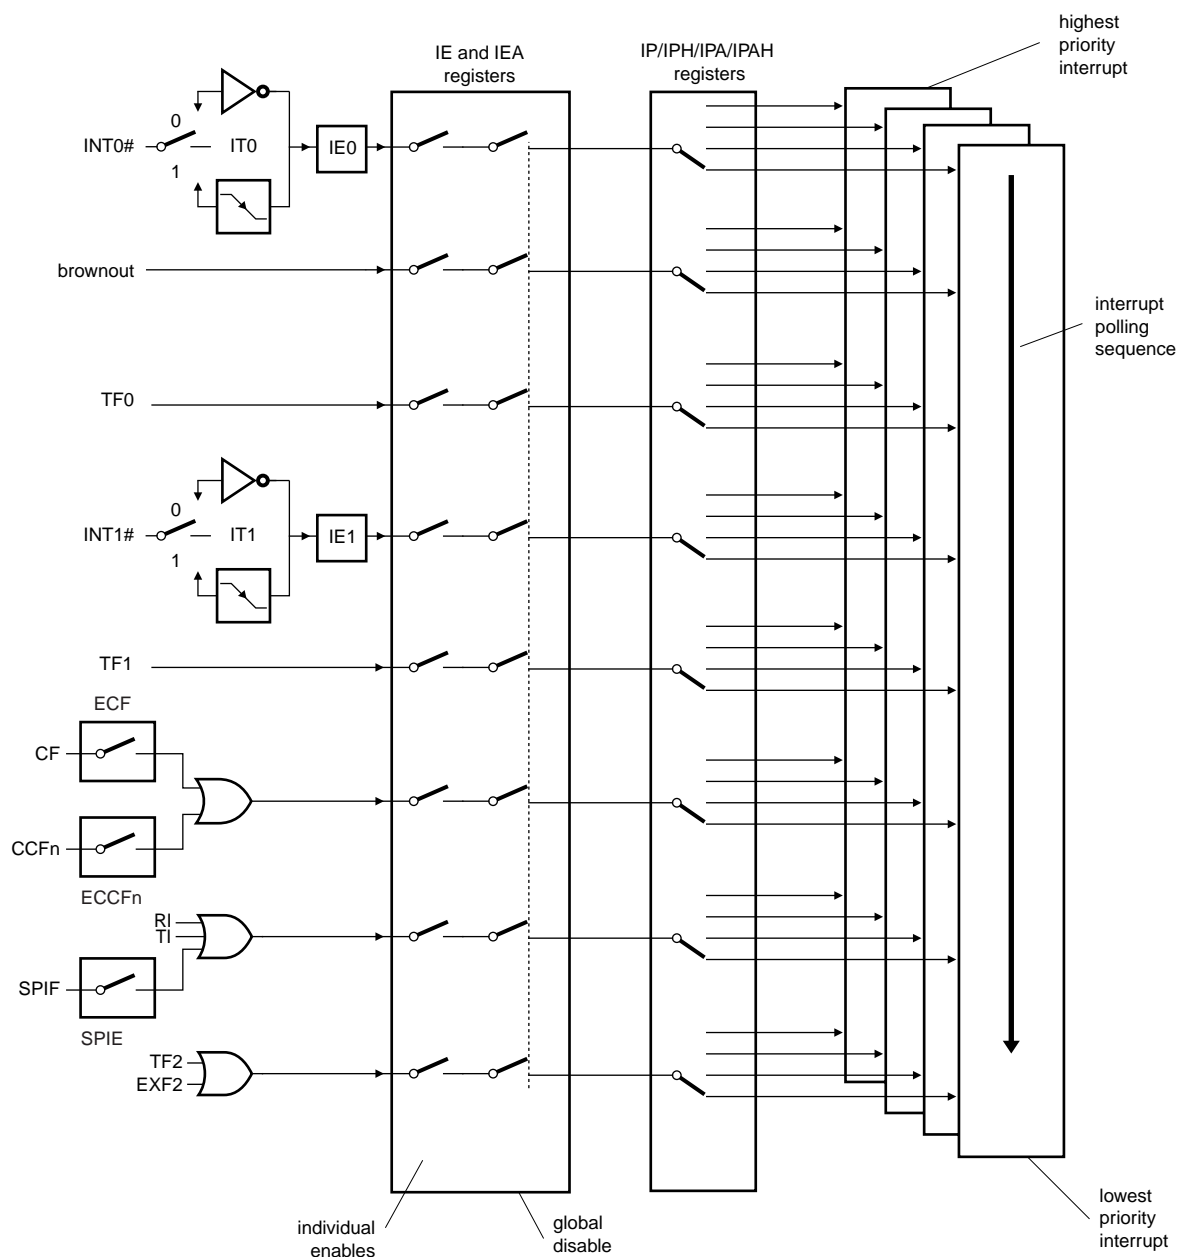 highest
priority
interrupt
IE and IEA
registers
IP/IPH/IPA/IPAH
registers
0
INT0#
IT0
IE0
1
brownout
interrupt
polling
sequence
TF0
0
INT1#
IT1
IE1
1
TF1
ECF
CF
CCFn
ECCFn
RI
TI
SPIF
SPIE
TF2
EXF2
individual
enables
global
disable
lowest
priority
interrupt